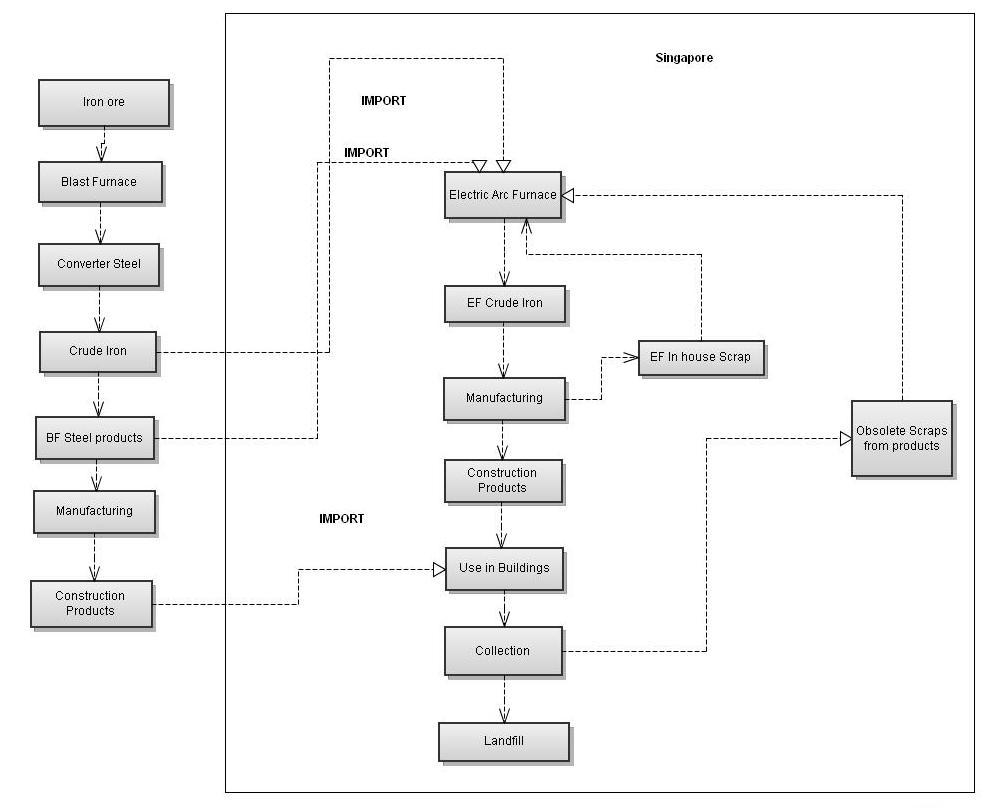 Singapore
Iron ore
IMPORT
Blast Furnace
IMPORT
Electric Arc Furnace
Converter Steel
EF Crude Iron
Crude Iron
EF In house Scrap
BF Steel products
Manufacturing
Obsolete Scraps
from products
Manufacturing
Construction
Products
IMPORT
Construction
Products
Use in Buildings
Collection
Landfill